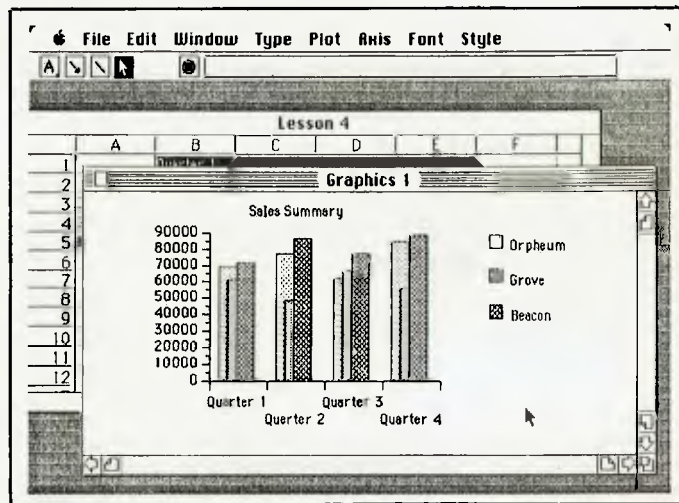 File Edit Window Type Plot Axis Font Style
A
Lesson 4
A B C D E F
1
2
3
4
5
6
7
8
9
10
11
12
Graphics 1
Sales Summary
90000
80000
70000
60000
50000
40000
30000
20000
10000
0
Quarter 1
Quarter 2
Quarter 3
Quarter 4
Orpheum
Grove
Beacon